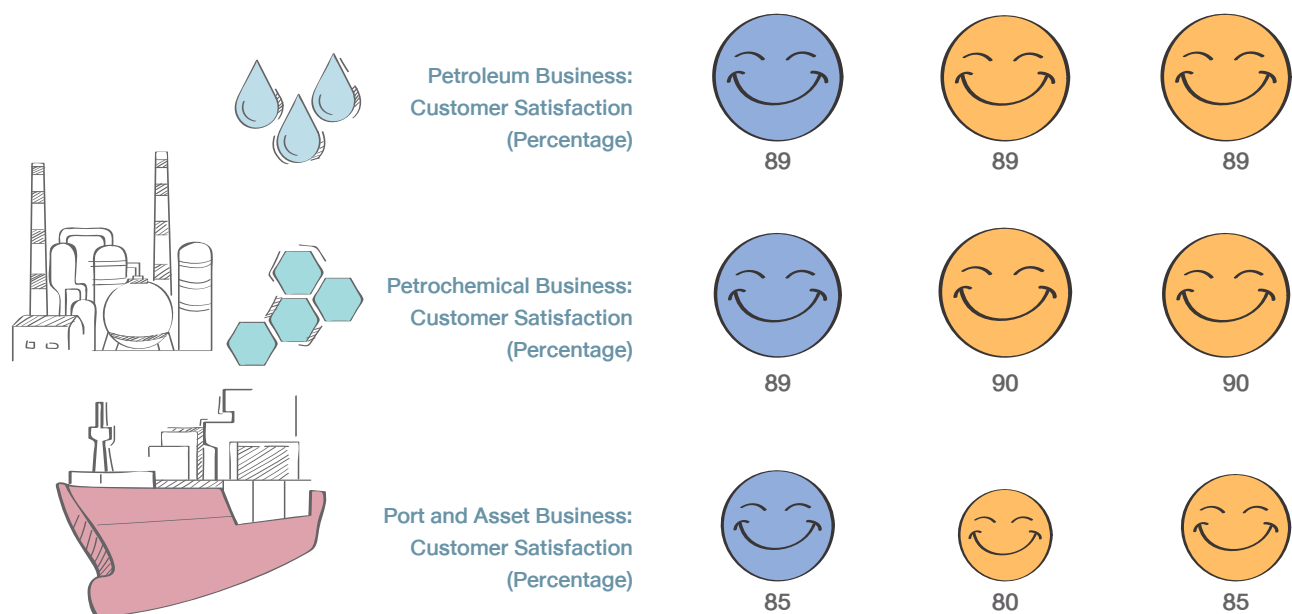 Petroleum Business:
Customer Satisfaction
(Percentage)
89 89 89
Petrochemical Business:
Customer Satisfaction
(Percentage)
89 90 90
Port and Asset Business:
Customer Satisfaction
(Percentage)
85 80 85